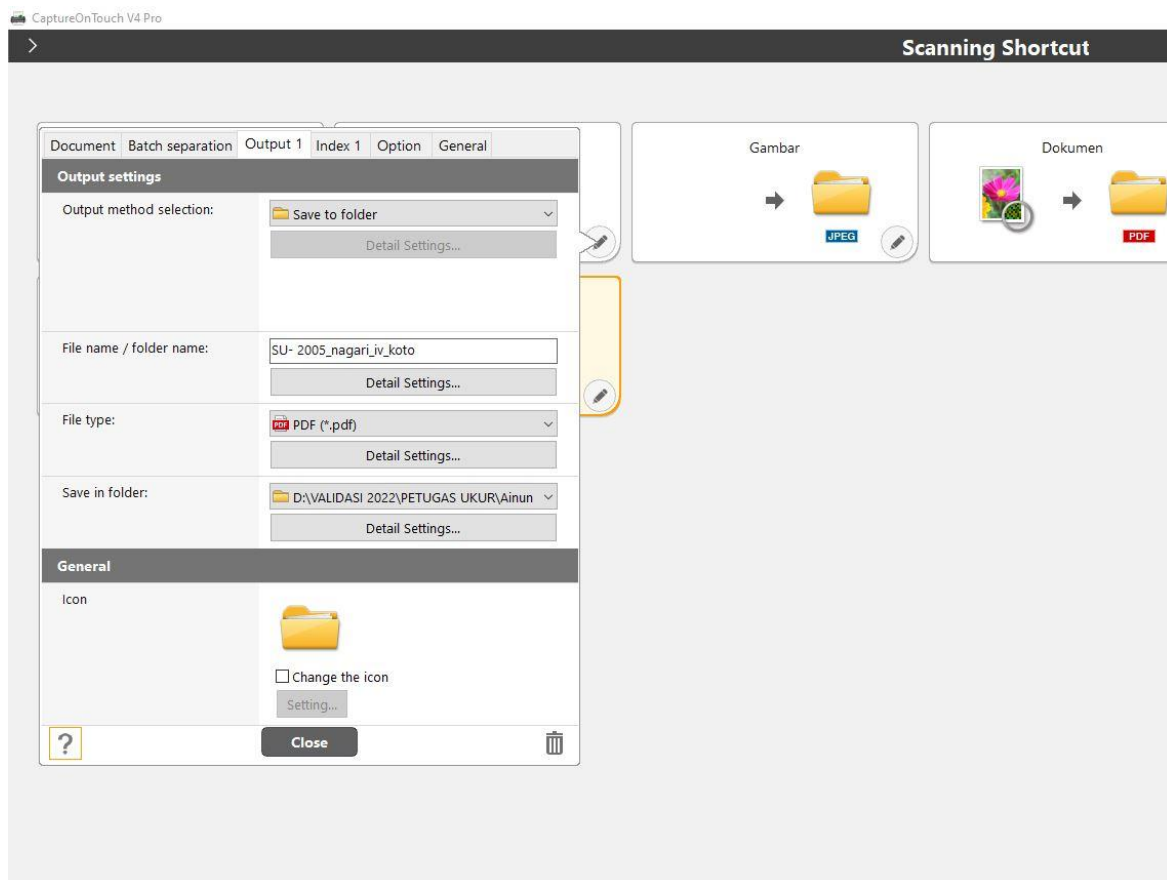 CaptureOnTouch V4 Pro
Scanning Shortcut
Document Batch separation Output 1 Index 1 Option General
Output settings
Output method selection:
Save to folder
Detail Settings...
File name / folder name:
SU- 2005_nagari_iv_koto
Detail Settings...
File type:
PDF PDF (*.pdf)
Detail Settings...
Save in folder:
D:\VALIDASI 2022\PETUGAS UKUR\Ainun
Detail Settings...
General
Icon
Change the icon
Setting...
? Close
Gambar
JPEG
Dokumen
PDF